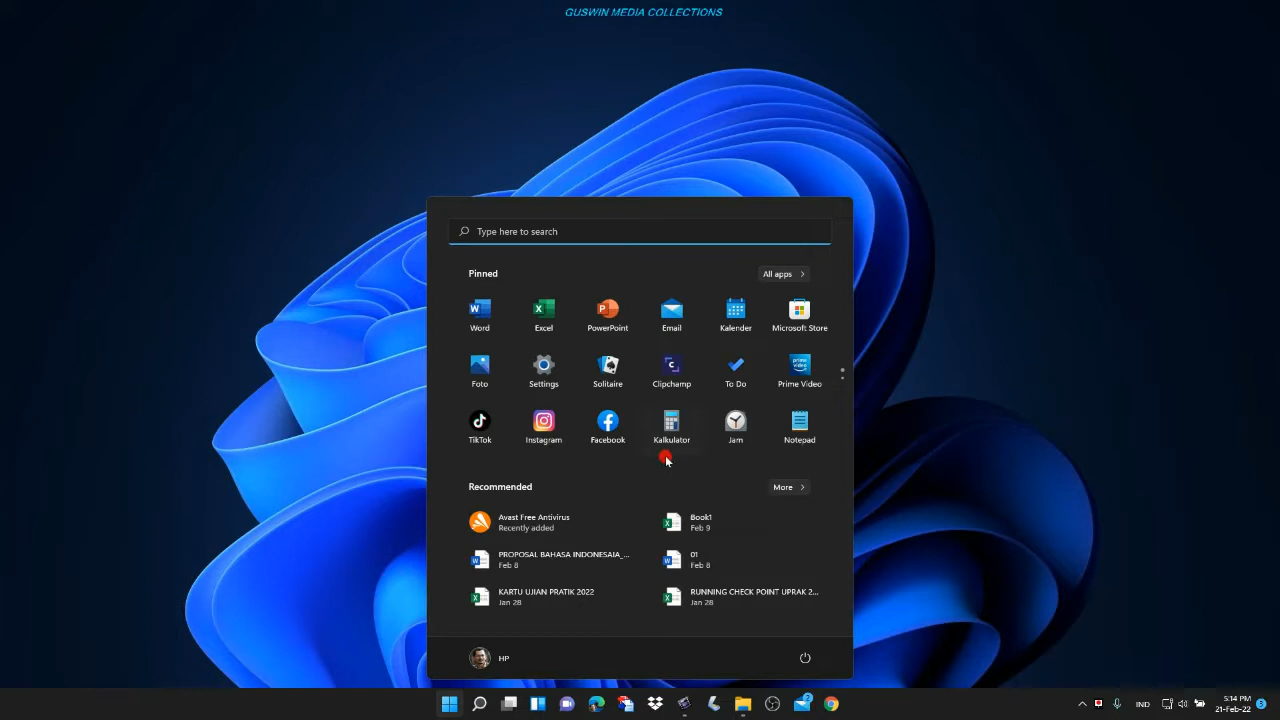 GUSWIN MEDIA COLLECTIONS
Type here to search
Pinned
All apps
Word Excel PowerPoint Email Kalender Microsoft Store
Foto Settings Solitaire Clipchamp To Do Prime Video
TikTok Instagram Facebook Kalkulator Jam Notepad
Recommended
More
Avast Free Antivirus
Recently added
Book1
Feb 9
PROPOSAL BAHASA INDONESAIA_...
Feb 8
01
Feb 8
KARTU UJIAN PRATIK 2022
Jan 28
RUNNING CHECK POINT UPRAK 2...
Jan 28
HP
2
IND
5:14 PM
21-Feb-22
3